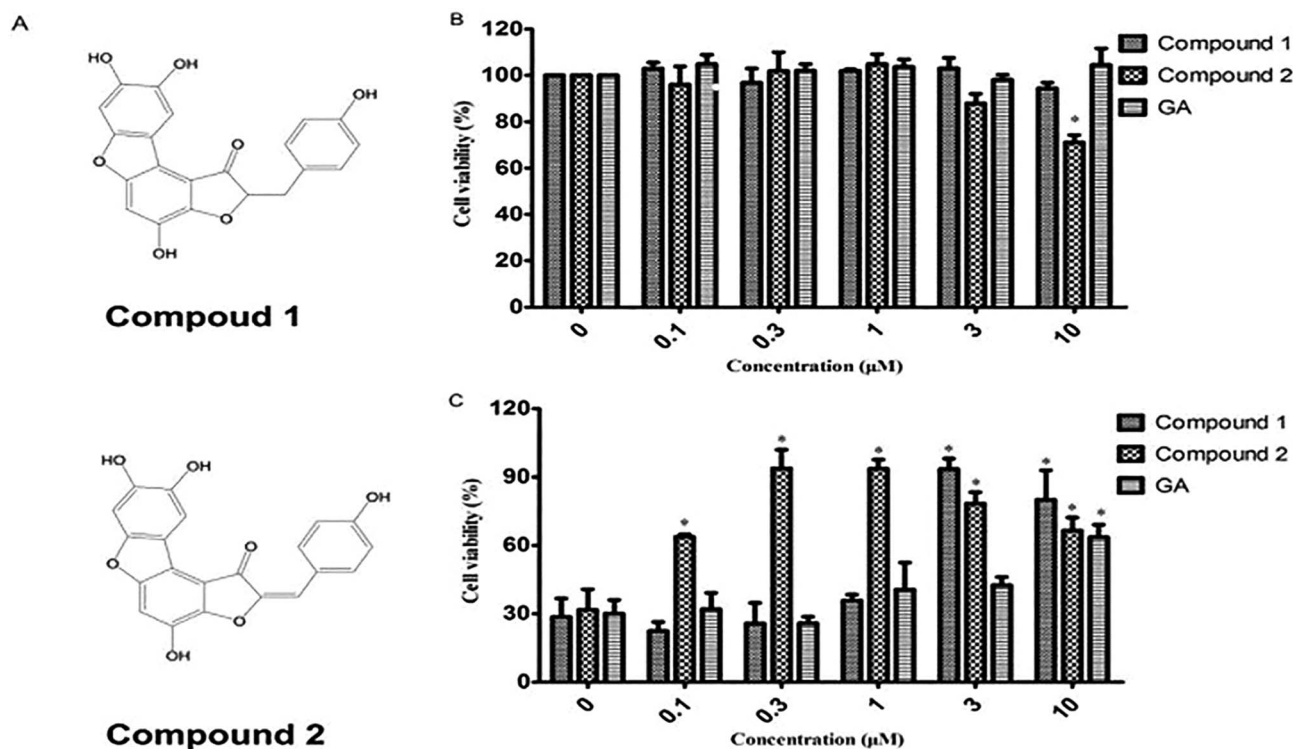 A
HO
OH
OH
O
O
O
OH
Compoud 1
HO
OH
OH
O
O
O
OH
Compound 2
B
Cell viability (%)
120
100
80
60
40
20
0
0
0.1
0.3
1
3
10
*
Concentration (μM)
Compound 1
Compound 2
GA
C
Cell viability (%)
120
90
60
30
0
0
0.1
0.3
1
3
10
*
*
*
*
*
*
*
*
Concentration (μM)
Compound 1
Compound 2
GA